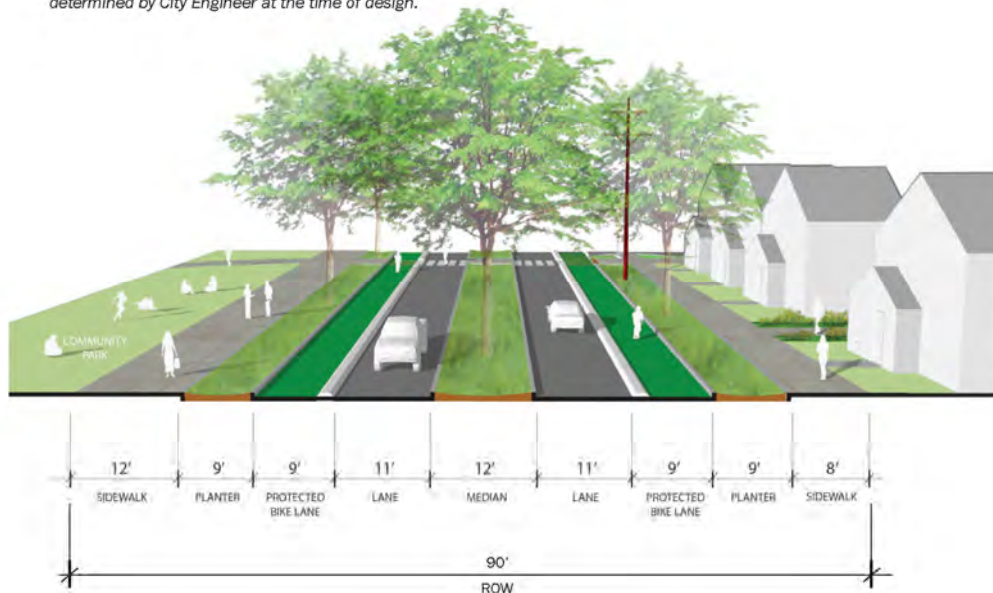 determined by City Engineer at the time of design.
COMMUNITY
PARK
12' 9' 9' 11' 12' 11' 9' 9' 8'
SIDEWALK PLANTER PROTECTED LANE MEDIAN LANE PROTECTED PLANTER SIDEWALK
BIKE LANE BIKE LANE
90'
ROW